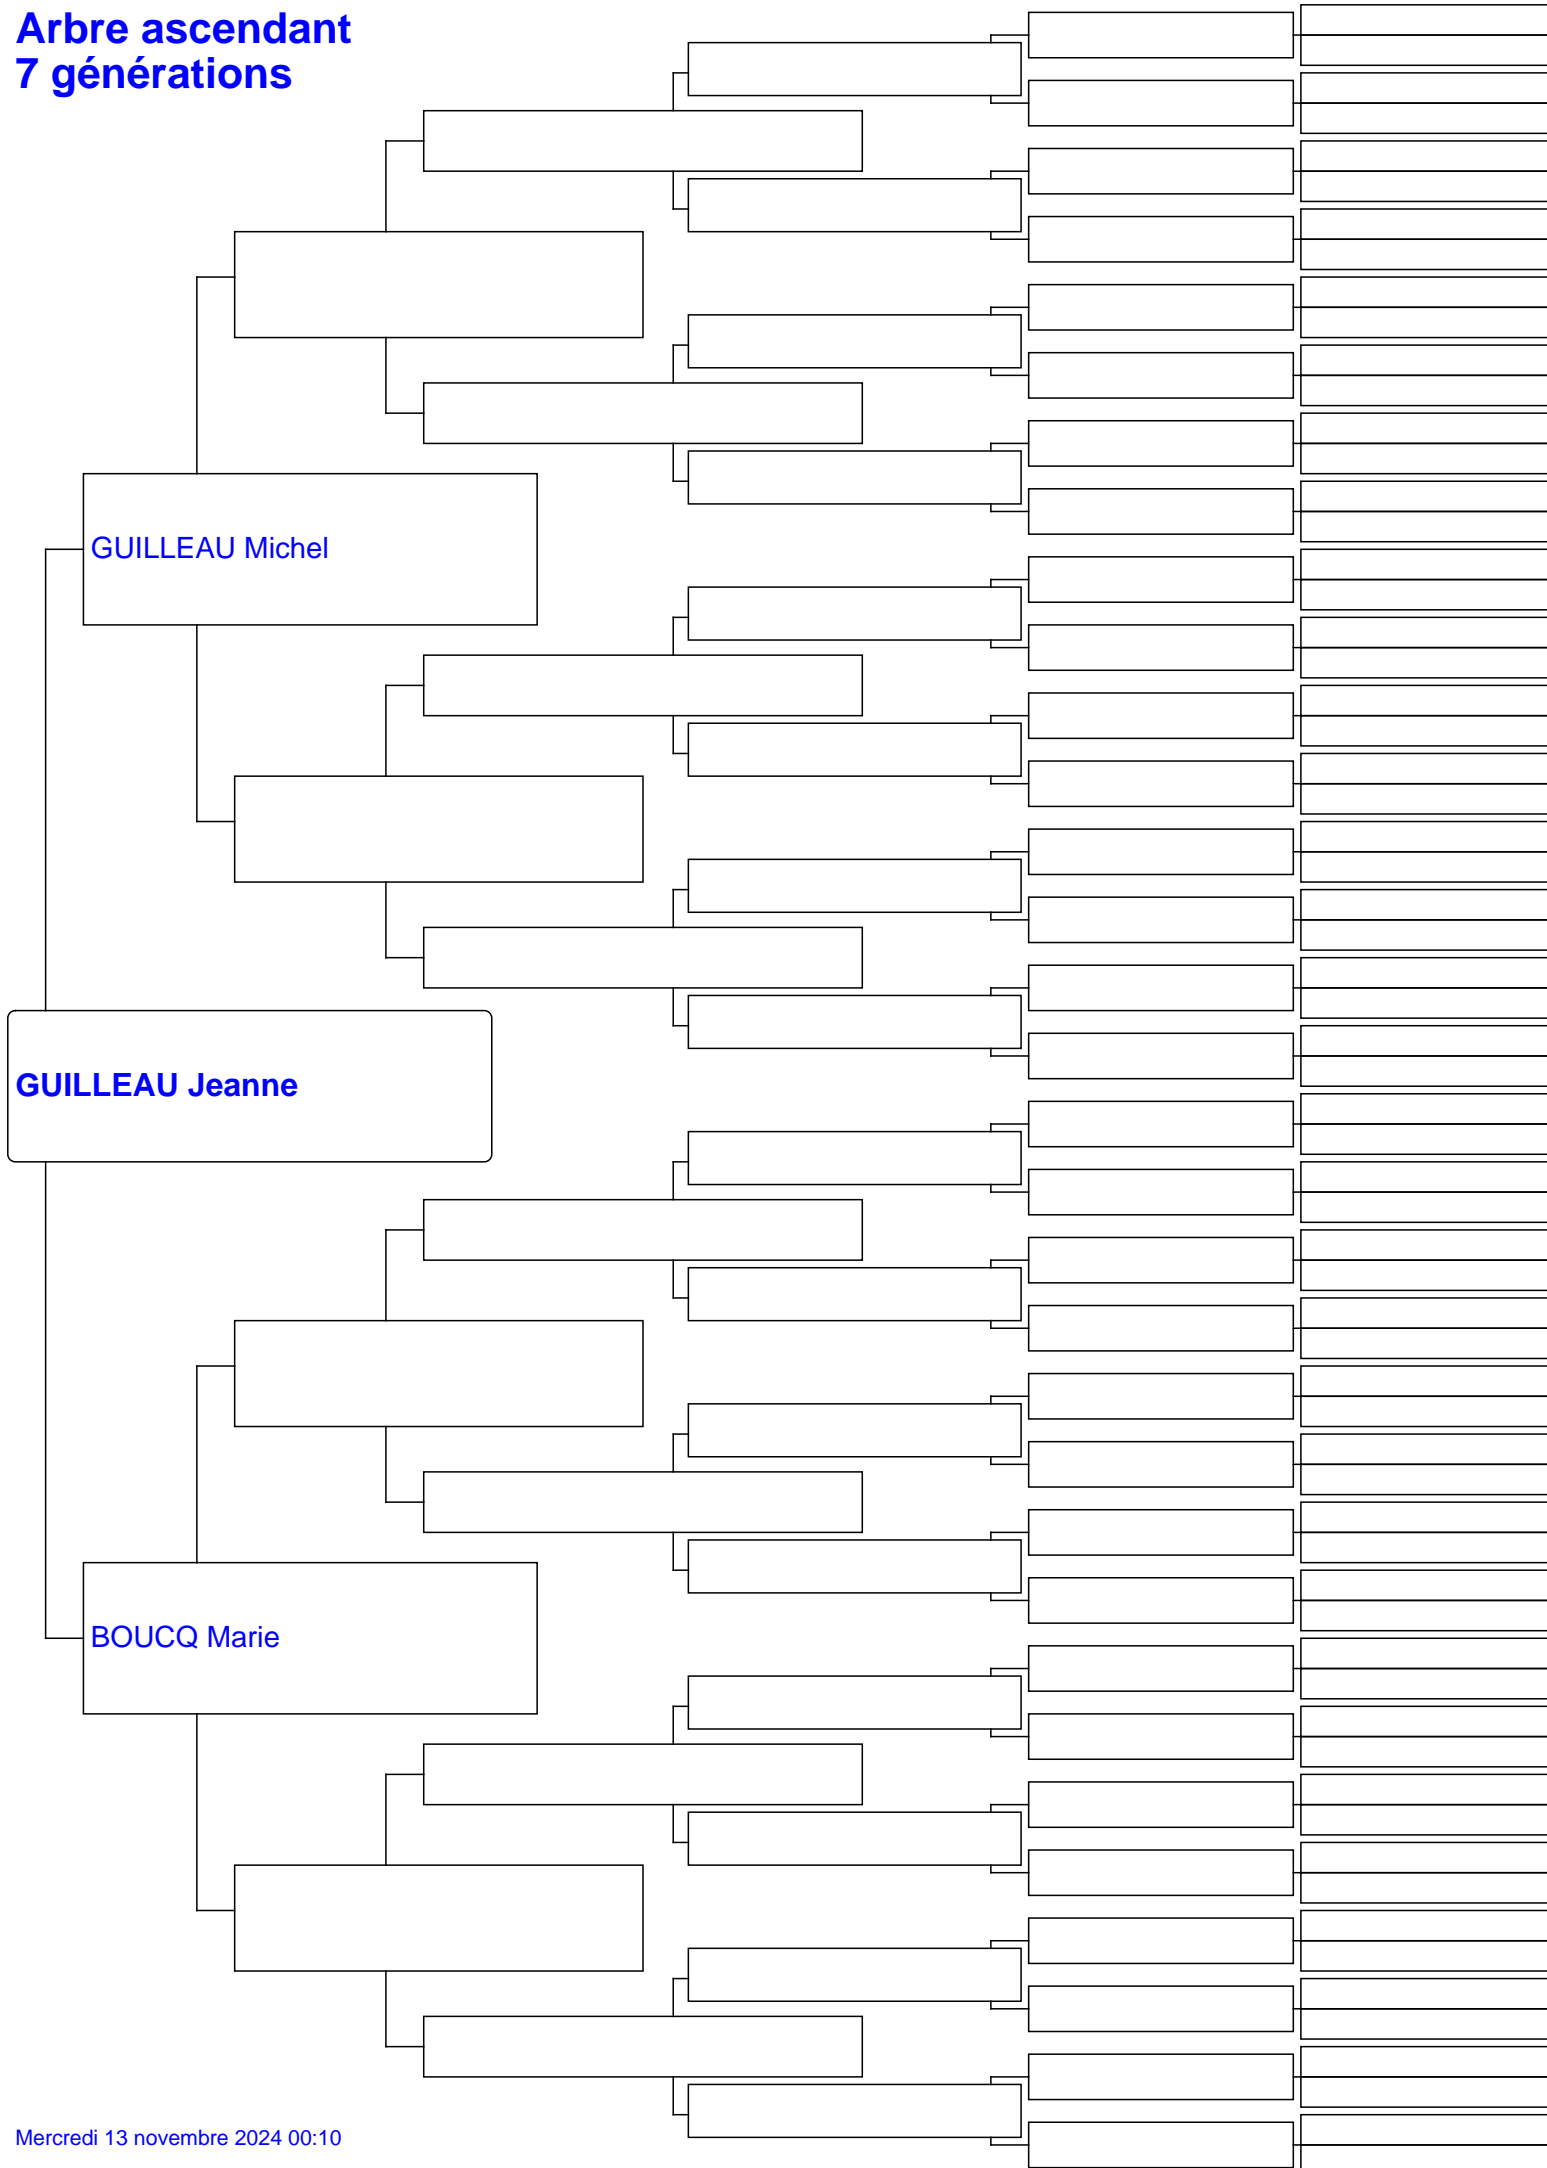 Arbre ascendant
7 générations
GUILLEAU Michel
GUILLEAU Jeanne
BOUCQ Marie
Mercredi 13 novembre 2024 00:10